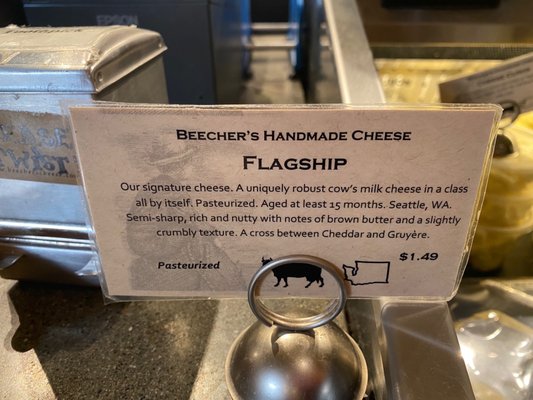 EPSON
BEECHER'S HANDMADE CHEESE
FLAGSHIP
Our signature cheese. A uniquely robust cow's milk cheese in a class
all by itself. Pasteurized. Aged at least 15 months. Seattle, WA.
Semi-sharp, rich and nutty with notes of brown butter and a slightly
crumbly texture. A cross between Cheddar and Gruyère.
$1.49
Pasteurized